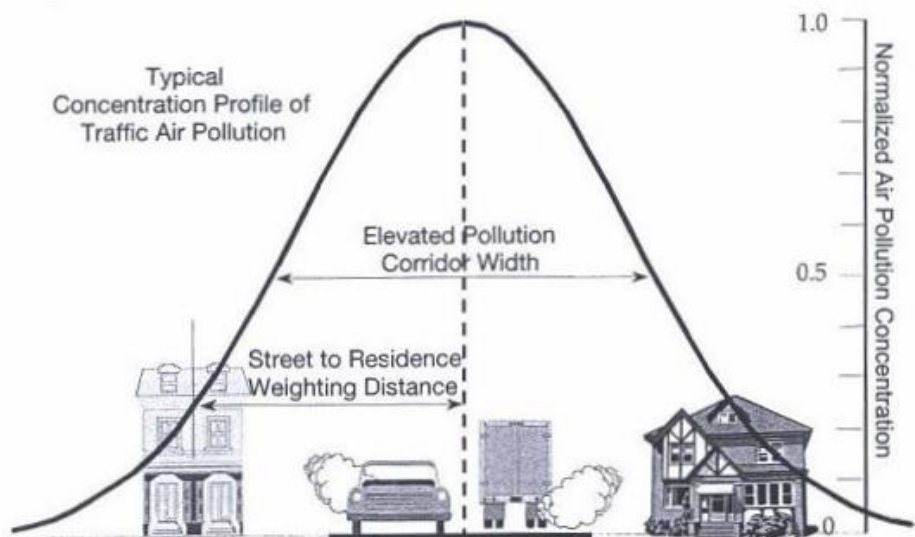 Typical
Concentration Profile of
Traffic Air Pollution
1.0
Normalized Air Pollution Concentration
Elevated Pollution
Corridor Width
0.5
Street to Residence
Weighting Distance
0